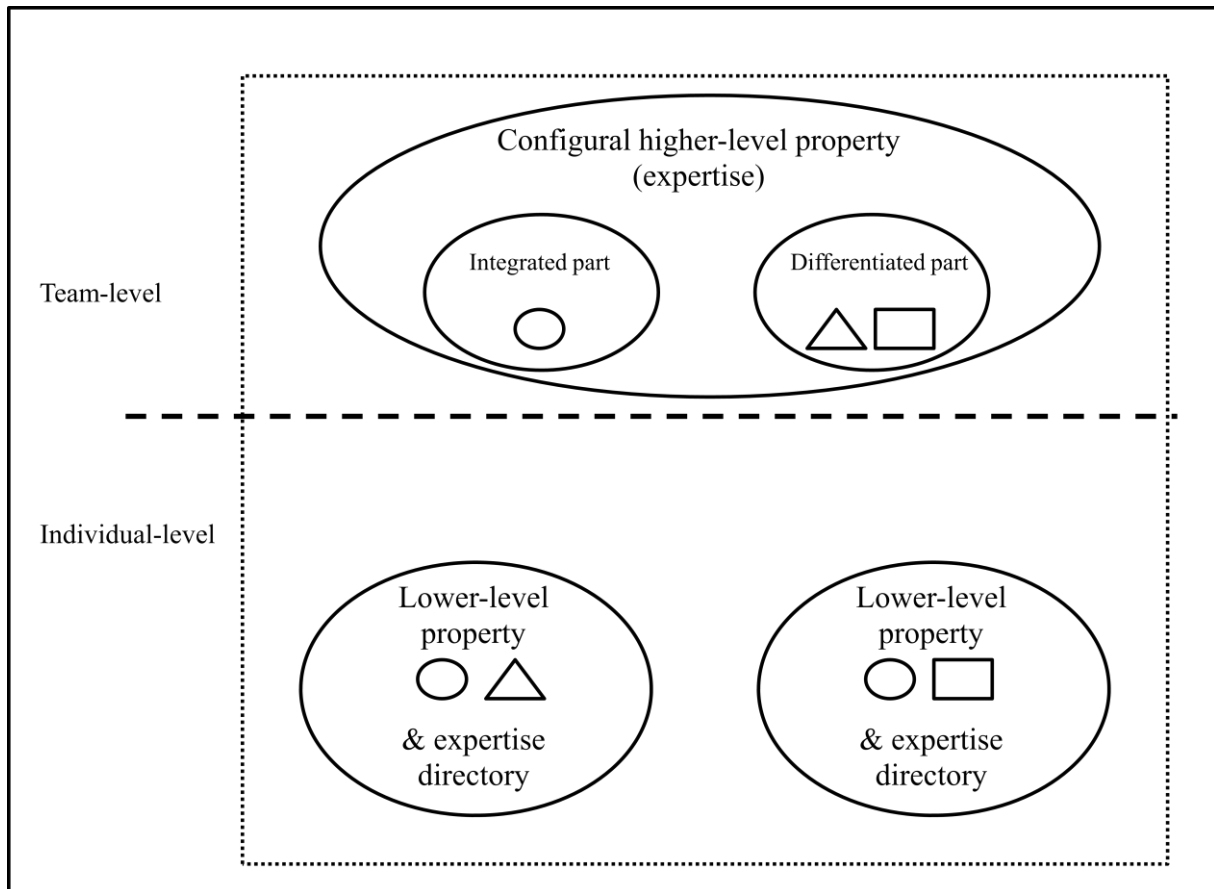 Configural higher-level property
(expertise)
Integrated part
Differentiated part
Team-level
Individual-level
Lower-level
property
& expertise
directory
Lower-level
property
& expertise
directory